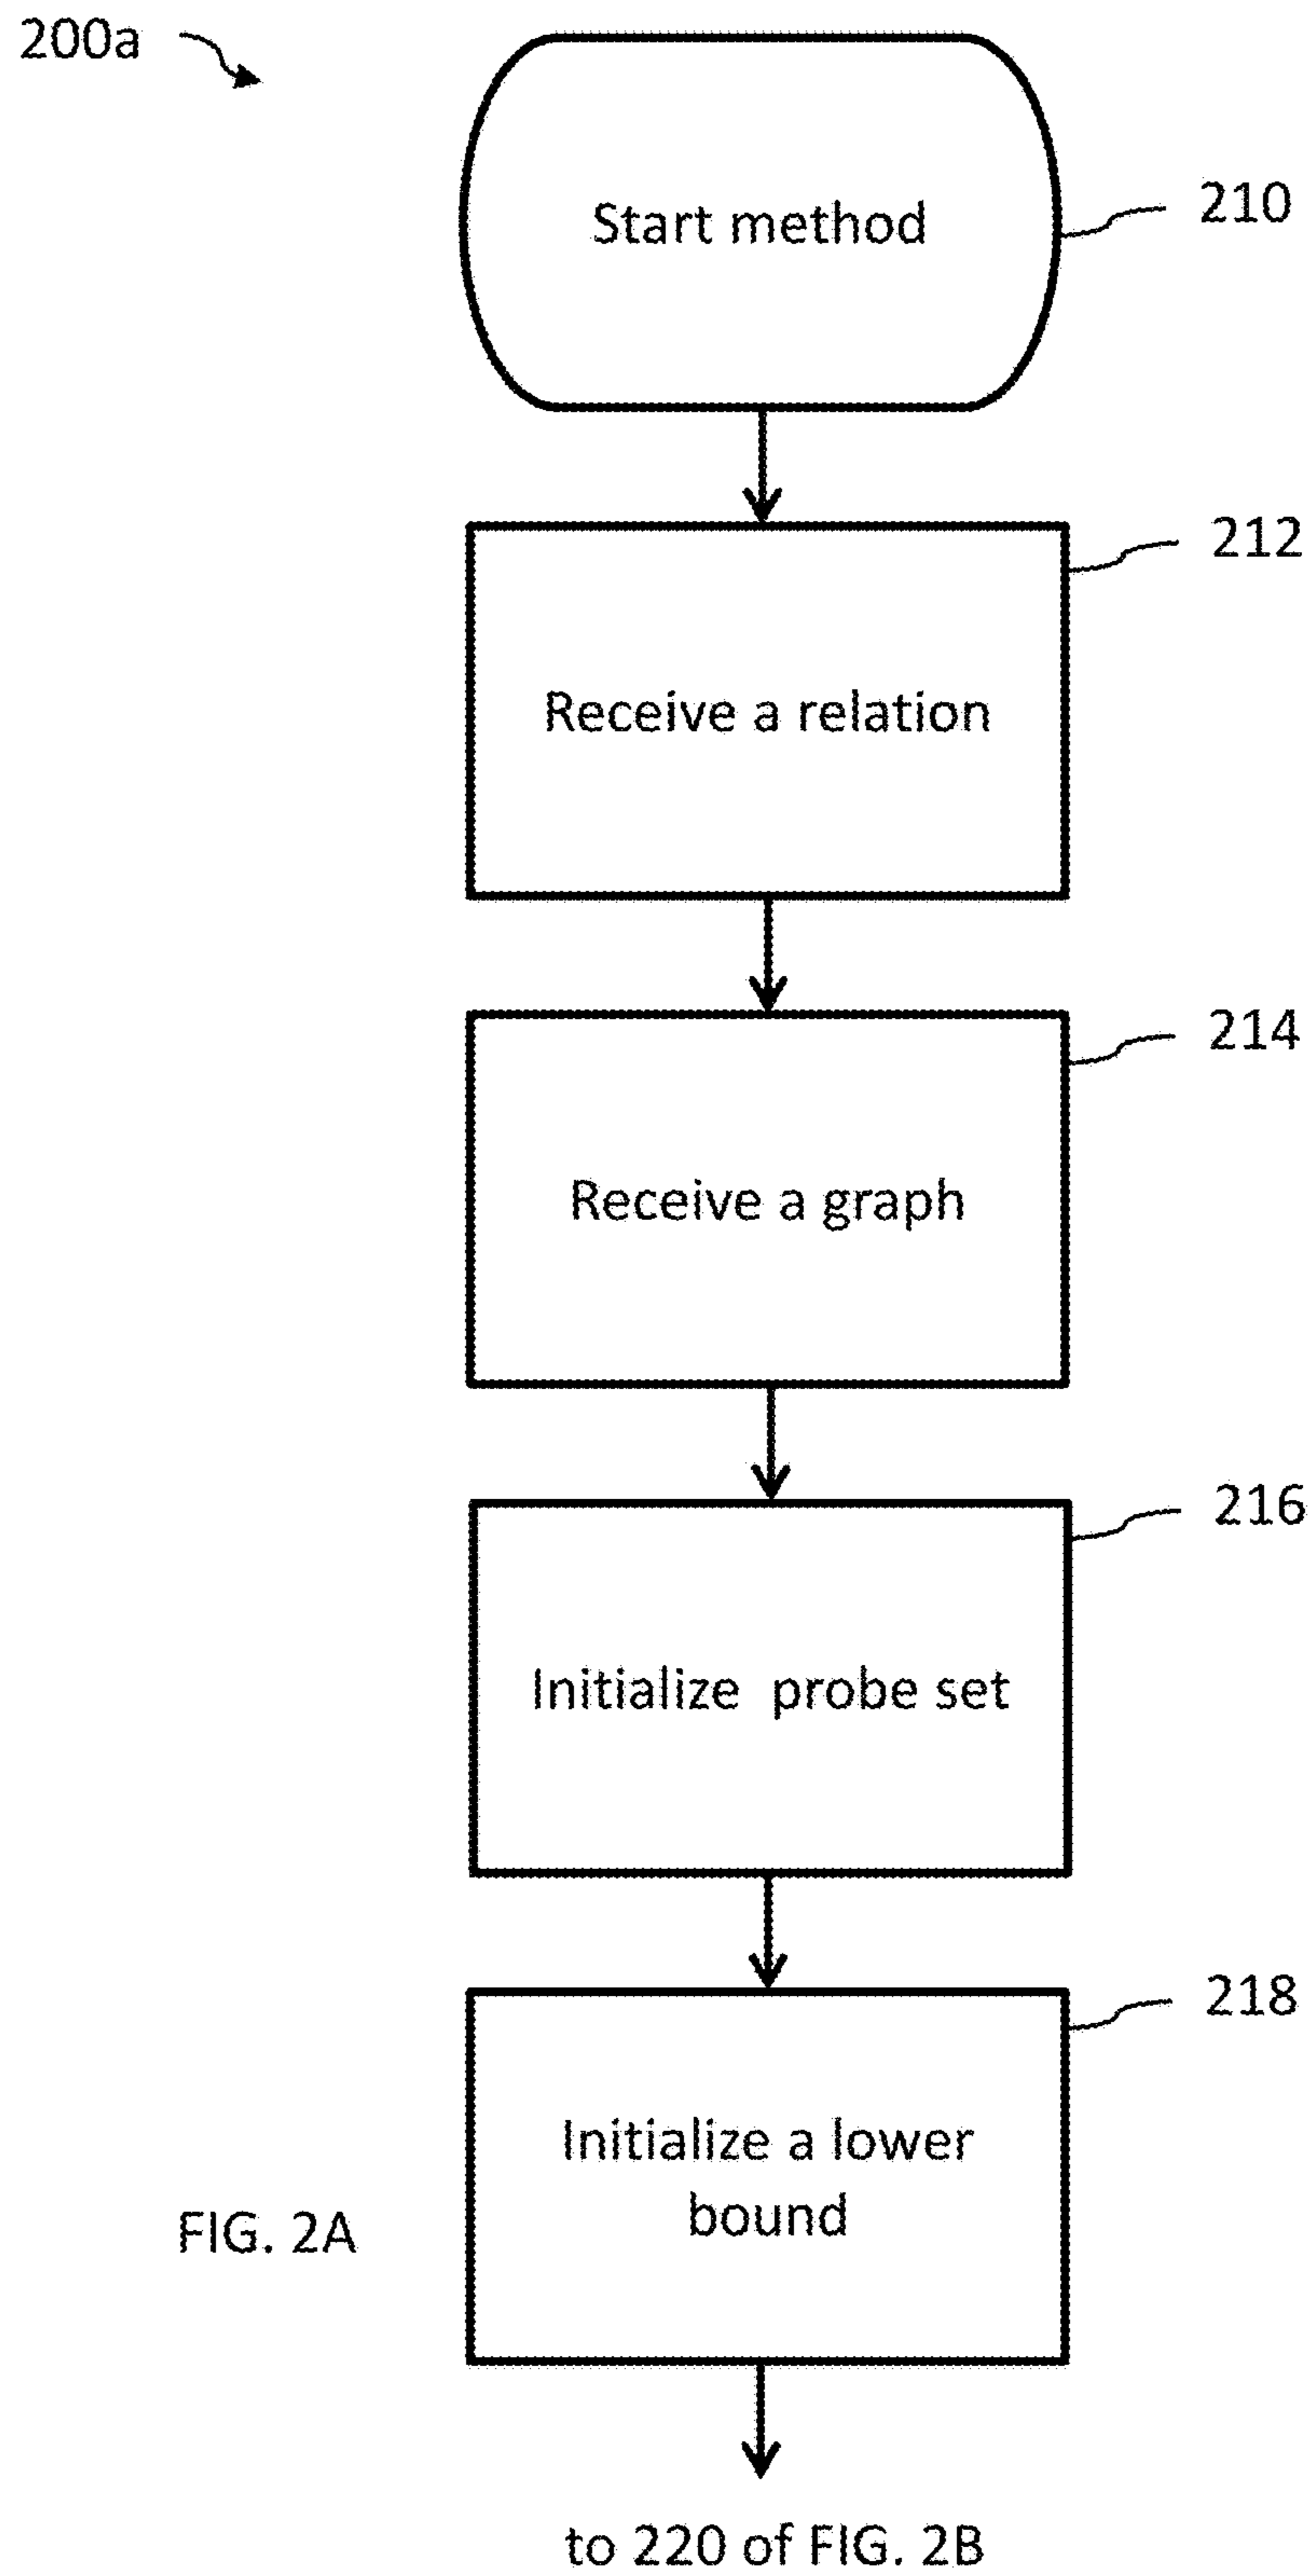 200a
Start method
210
212
Receive a relation
214
Receive a graph
216
Initialize probe set
218
Initialize a lower
bound
FIG. 2A
to 220 of FIG. 2B